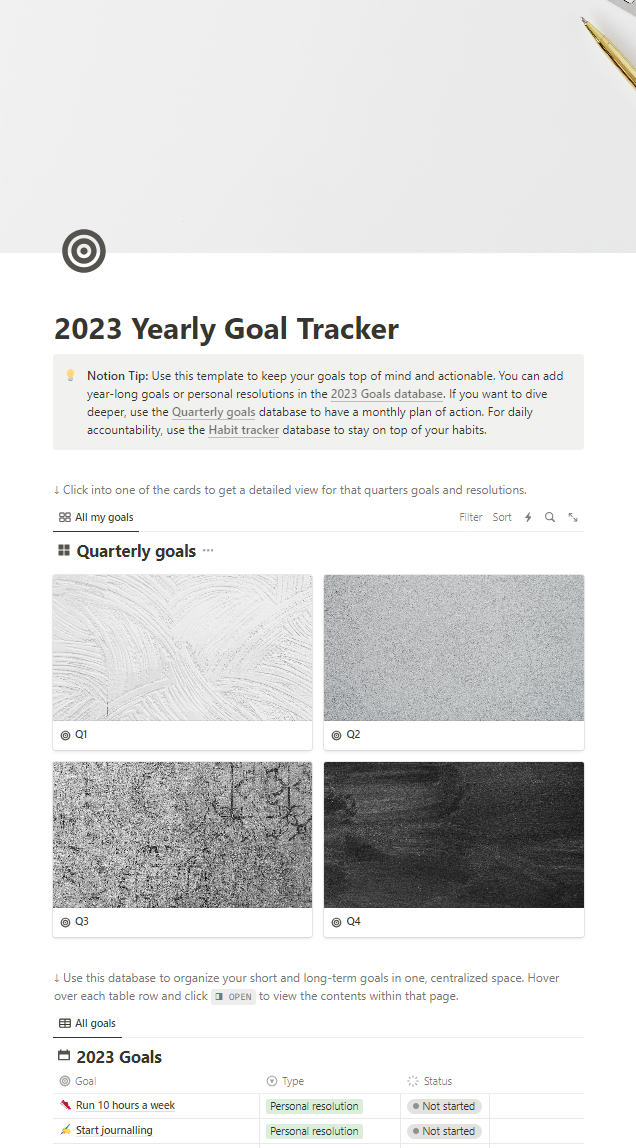 2023 Yearly Goal Tracker
Notion Tip: Use this template to keep your goals top of mind and actionable. You can add
year-long goals or personal resolutions in the 2023 Goals database. If you want to dive
deeper, use the Quarterly goals database to have a monthly plan of action. For daily
accountability, use the Habit tracker database to stay on top of your habits.
↓ Click into one of the cards to get a detailed view for that quarters goals and resolutions.
All my goals Filter Sort
Quarterly goals ···
Q1 Q2
Q3 Q4
↓ Use this database to organize your short and long-term goals in one, centralized space. Hover
over each table row and click OPEN to view the contents within that page.
All goals
2023 Goals
Goal Type Status
Run 10 hours a week Personal resolution Not started
Start journalling Personal resolution Not started